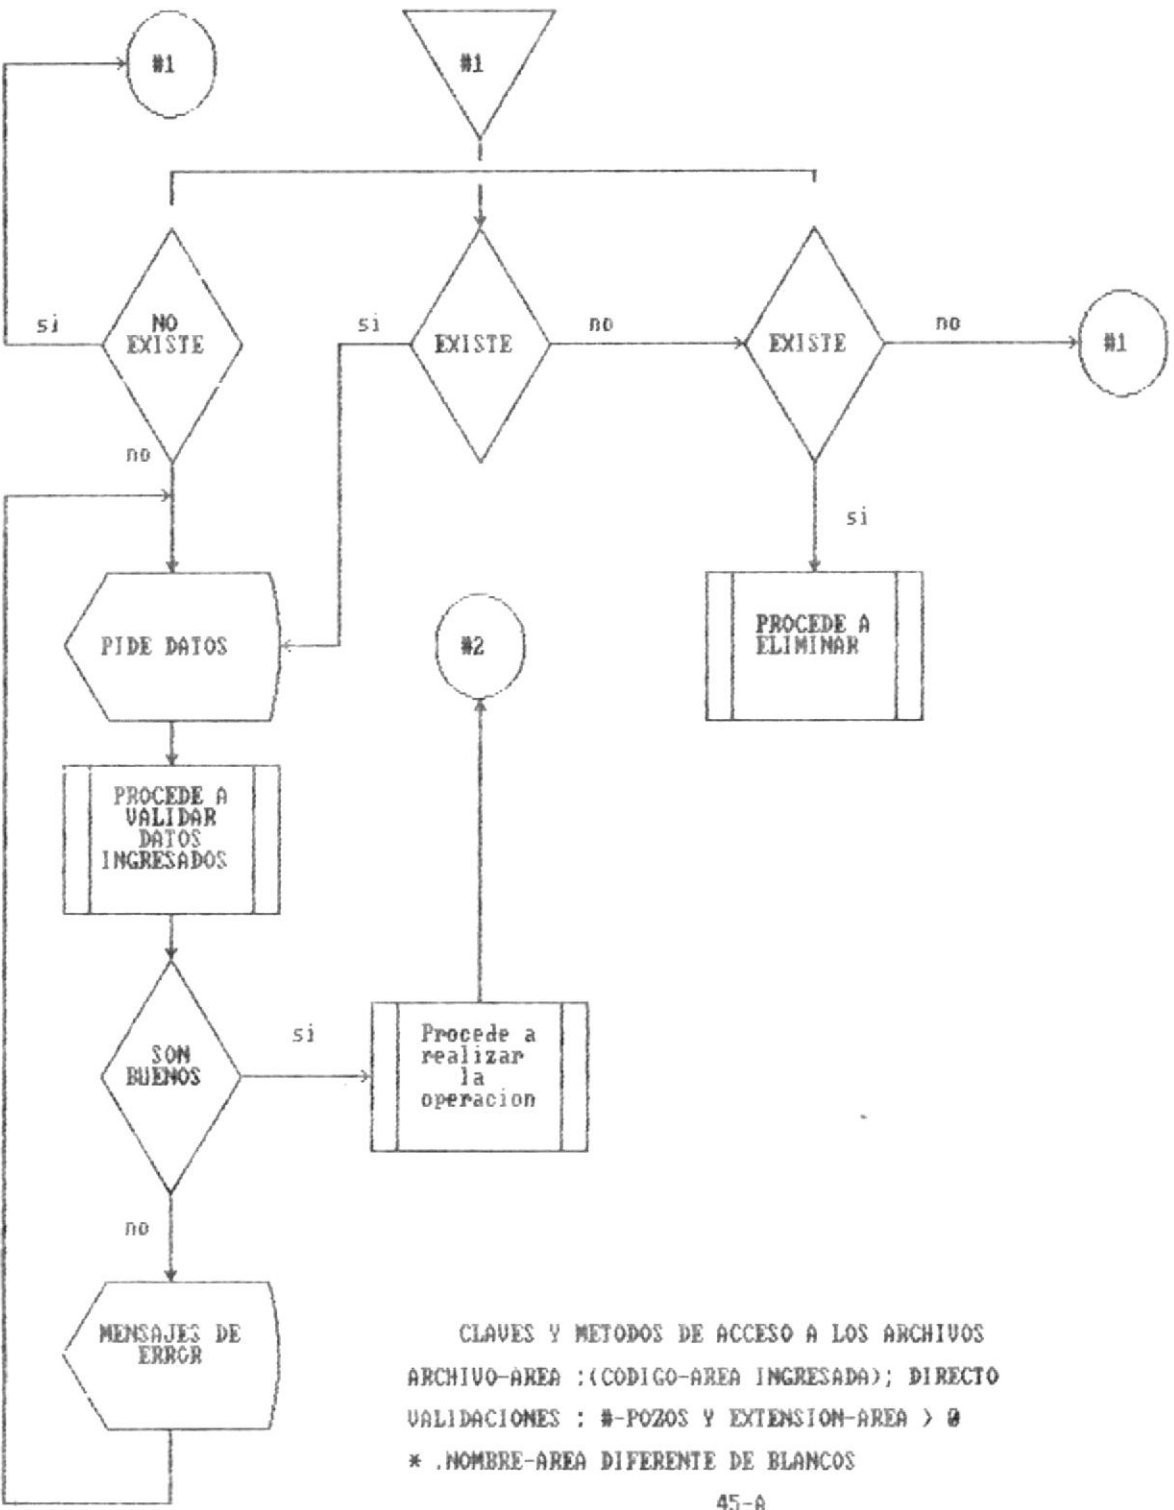 #1
#1
NO
EXISTE
si
no
EXISTE
si
no
EXISTE
no
#1
si
PIDE DATOS
#2
PROCEDE A
ELIMINAR
PROCEDE A
VALIDAR
DATOS
INGRESADOS
SON
BUENOS
si
Procede a
realizar
la
operacion
no
MENSAJES DE
ERROR
CLAVES Y METODOS DE ACCESO A LOS ARCHIVOS
ARCHIVO-AREA :(CODIGO-AREA INGRESADA); DIRECTO
VALIDACIONES : #-POZOS Y EXTENSION-AREA > 0
* .NOMBRE-AREA DIFERENTE DE BLANCOS
45-A